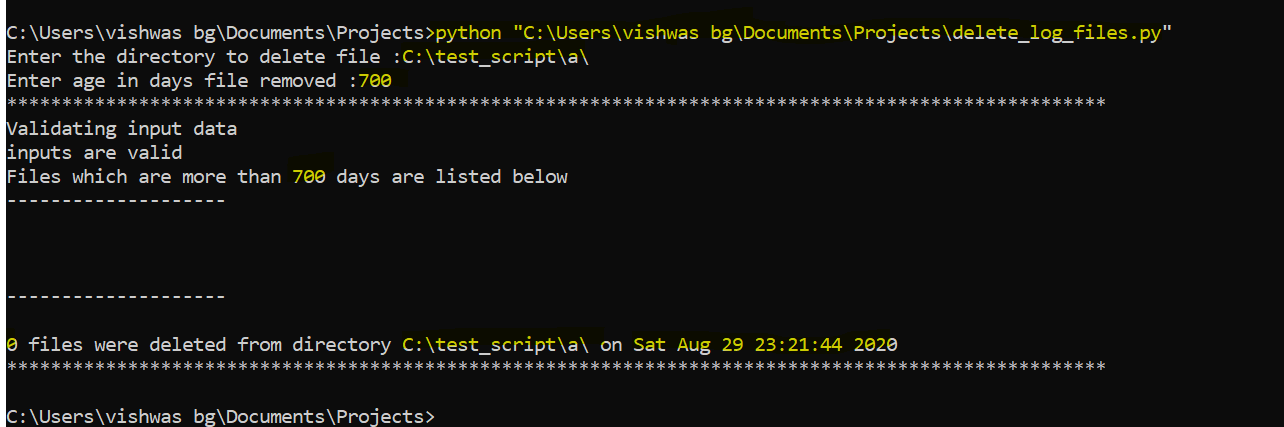 C:\Users\vishwas bg\Documents\Projects>python "C:\Users\vishwas bg\Documents\Projects\delete_log_files.py"
Enter the directory to delete file :C:\test_script\a\
Enter age in days file removed :700
****************************************************************************************************
Validating input data
inputs are valid
Files which are more than 700 days are listed below
--------------------
--------------------
0 files were deleted from directory C:\test_script\a\ on Sat Aug 29 23:21:44 2020
****************************************************************************************************
C:\Users\vishwas bg\Documents\Projects>